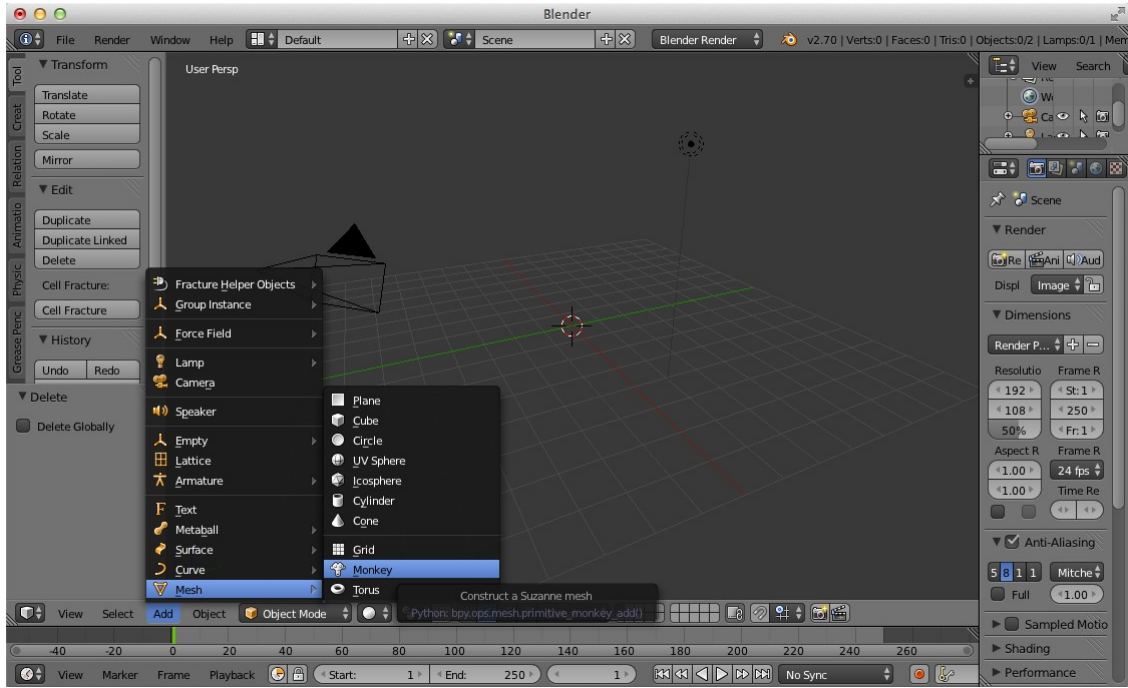 Blender
File Render Window Help Default Scene Blender Render v2.70 | Verts:0 | Faces:0 | Tris:0 | Objects:0/2 | Lamps:0/1 | Mem
Tool
Creat
Relation
Animatio
Physic
Grease Penc
Transform
Translate
Rotate
Scale
Mirror
Edit
Duplicate
Duplicate Linked
Delete
Cell Fracture:
Cell Fracture
History
Undo Redo
Delete
Delete Globally
User Persp
Fracture Helper Objects
Group Instance
Force Field
Lamp
Camera
Speaker
Empty
Lattice
Armature
Text
Metaball
Surface
Curve
Mesh
Plane
Cube
Circle
UV Sphere
Icosphere
Cylinder
Cone
Grid
Monkey
Torus
Construct a Suzanne mesh
Python: bpy.ops.mesh.primitive_monkey_add()
View Select Add Object Object Mode
-40 -20 0 20 40 60 80 100 120 140 160 180 200 220 240 260
View Marker Frame Playback Start: 1 End: 250 1 No Sync
View Search
Ca
Scene
Render
Re Ani Aud
Displ Image
Dimensions
Render P...
Resolutio Frame R
192 St: 1
108 250
50% Fr: 1
Aspect R Frame R
1.00 24 fps
1.00 Time Re
Anti-Aliasing
5 8 1 1 Mitche
Full 1.00
Sampled Motio
Shading
Performance